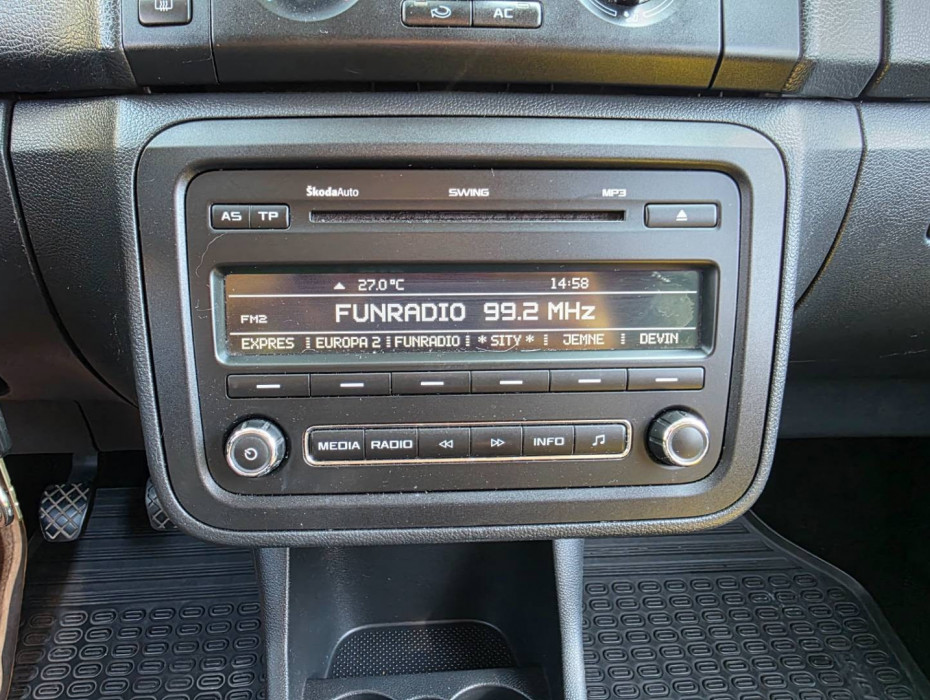 AC
ŠkodaAuto SWING MP3
AS TP
27.0°C 14:58
FM2 FUNRADIO 99.2 MHz
EXPRES EUROPA 2 FUNRADIO *SITY* JEMNE DEVIN
MEDIA RADIO INFO